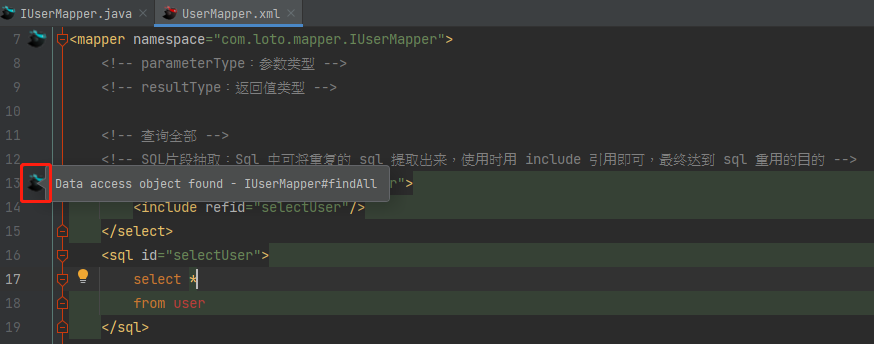 IUserMapper.java × UserMapper.xml ×
7 <mapper namespace="com.loto.mapper.IUserMapper">
8 <!-- parameterType：参数类型 -->
9 <!-- resultType：返回值类型 -->
10
11 <!-- 查询全部 -->
12 <!-- SQL片段抽取：Sql 中可将重复的 sql 提取出来，使用时用 include 引用即可，最终达到 sql 重用的目的 -->
13 Data access object found - IUserMapper#findAll r">
14 <include refid="selectUser"/>
15 </select>
16 <sql id="selectUser">
17 select *
18 from user
19 </sql>